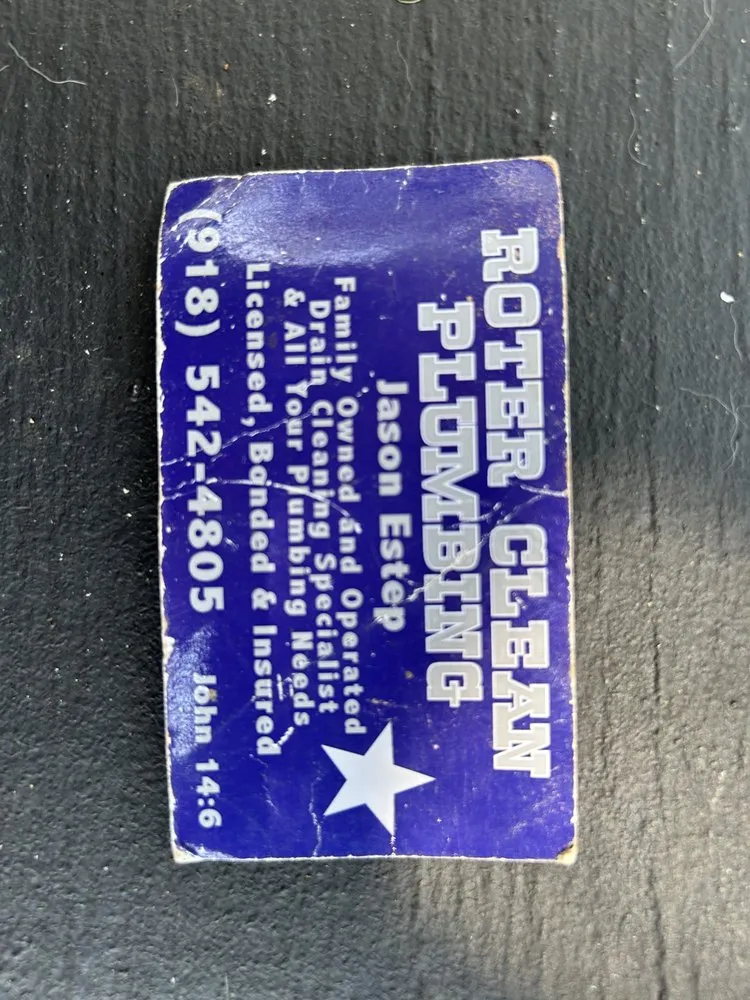 ROTER CLEAN
PLUMBING
Jason Estep
Family Owned and Operated
Drain Cleaning Specialist
& All Your Plumbing Needs
Licensed, Bonded & Insured
(918) 542-4805 John 14:6